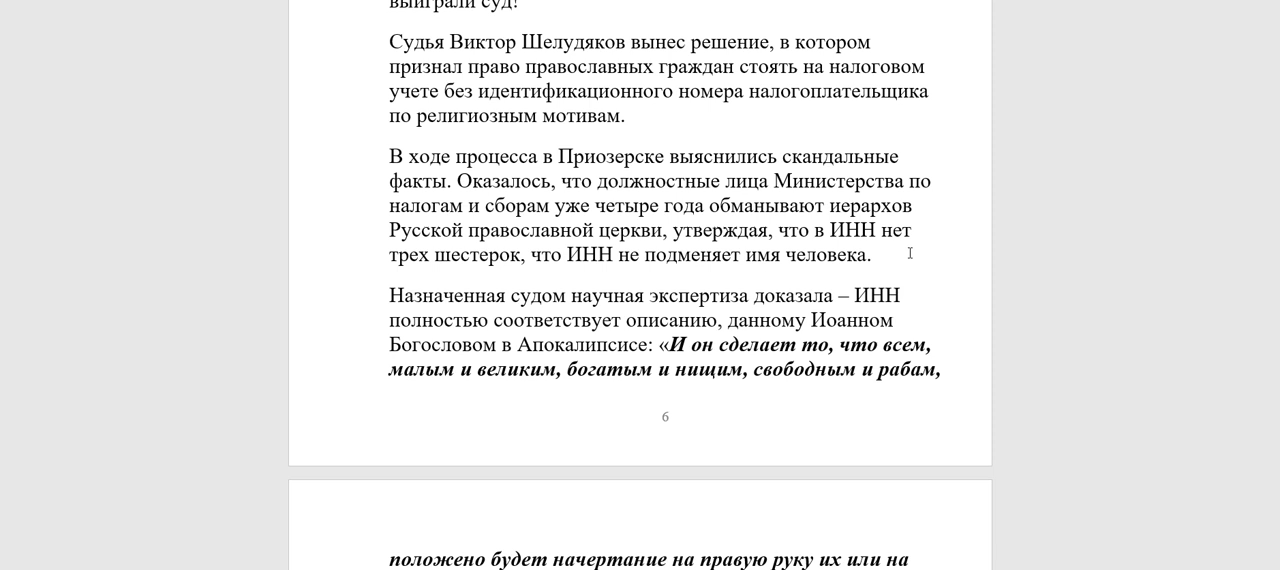 выиграли суд!
Судья Виктор Шелудяков вынес решение, в котором
признал право православных граждан стоять на налоговом
учете без идентификационного номера налогоплательщика
по религиозным мотивам.
В ходе процесса в Приозерске выяснились скандальные
факты. Оказалось, что должностные лица Министерства по
налогам и сборам уже четыре года обманывают иерархов
Русской православной церкви, утверждая, что в ИНН нет
трех шестерок, что ИНН не подменяет имя человека.
Назначенная судом научная экспертиза доказала – ИНН
полностью соответствует описанию, данному Иоанном
Богословом в Апокалипсисе: «И он сделает то, что всем,
малым и великим, богатым и нищим, свободным и рабам,
6
положено будет начертание на правую руку их или на